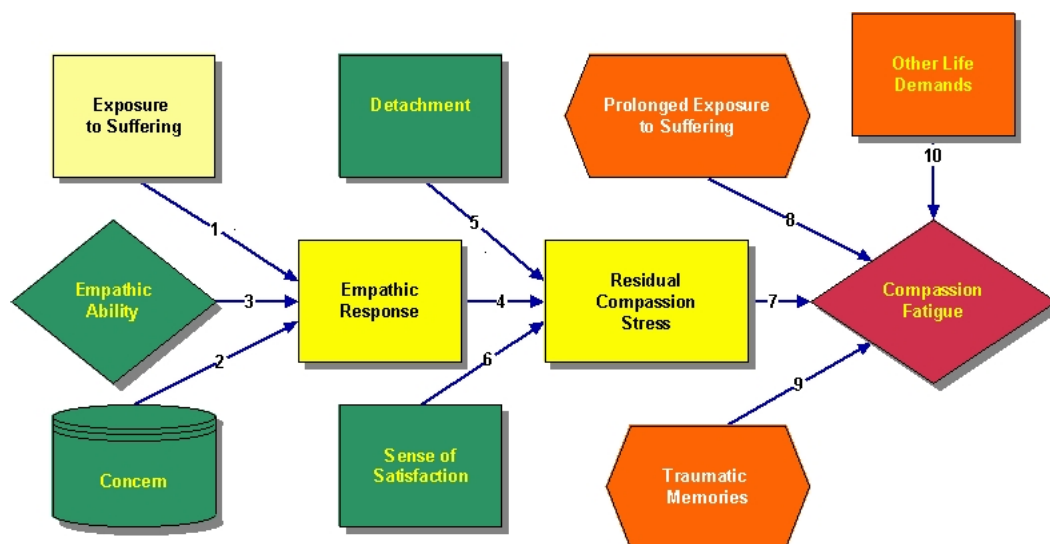 Exposure
to Suffering
Detachment
Prolonged Exposure
to Suffering
Other Life
Demands
1
5
8
10
Empathic
Ability
3
Empathic
Response
4
Residual
Compassion
Stress
7
Compassion
Fatigue
2
6
9
Concern
Sense of
Satisfaction
Traumatic
Memories